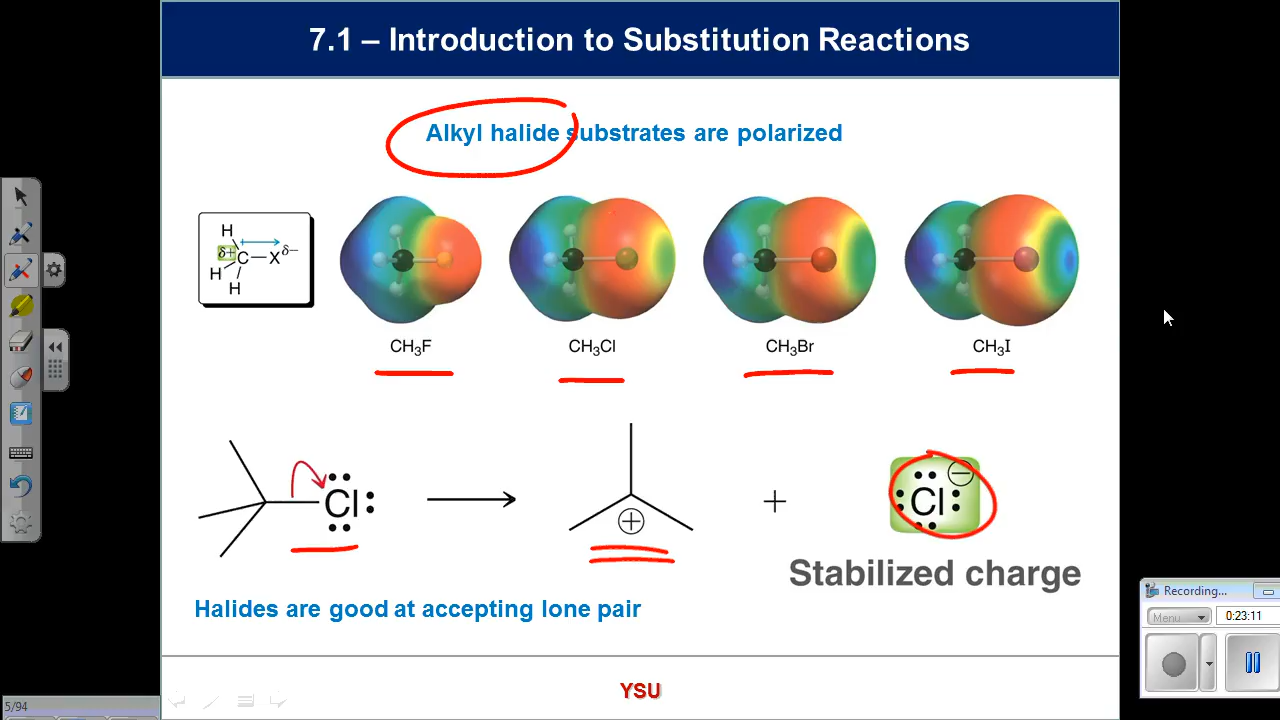 7.1 – Introduction to Substitution Reactions
Alkyl halide substrates are polarized
H
δ+ C—X δ−
H
H
CH₃F
CH₃Cl
CH₃Br
CH₃I
Cl
+
Cl
Stabilized charge
Halides are good at accepting lone pair
YSU
5/94
Recording...
Menu
0:23:11